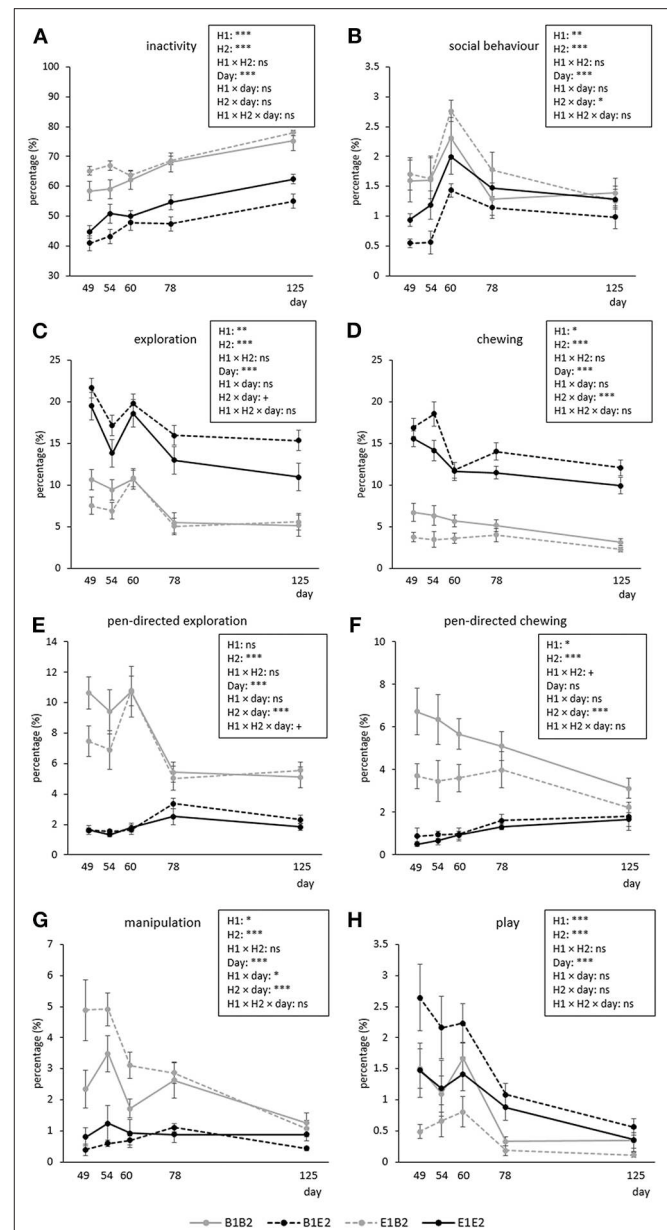 A
inactivity
H1: ***
H2: ***
H1 × H2: ns
Day: ***
H1 × day: ns
H2 × day: ns
H1 × H2 × day: ns
percentage (%)
100
90
80
70
60
50
40
30
49 54 60 78 125
day
B
social behaviour
H1: **
H2: ***
H1 × H2: ns
Day: ***
H1 × day: ns
H2 × day: *
H1 × H2 × day: ns
percentage (%)
3.5
3
2.5
2
1.5
1
0.5
0
49 54 60 78 125
day
C
exploration
H1: **
H2: ***
H1 × H2: ns
Day: ***
H1 × day: ns
H2 × day: +
H1 × H2 × day: ns
percentage (%)
25
20
15
10
5
0
49 54 60 78 125
day
D
chewing
H1: *
H2: ***
H1 × H2: ns
Day: ***
H1 × day: ns
H2 × day: ***
H1 × H2 × day: ns
Percentage (%)
25
20
15
10
5
0
49 54 60 78 125
day
E
pen-directed exploration
H1: ns
H2: ***
H1 × H2: ns
Day: ***
H1 × day: ns
H2 × day: ***
H1 × H2 × day: +
percentage (%)
14
12
10
8
6
4
2
0
49 54 60 78 125
day
F
pen-directed chewing
H1: *
H2: ***
H1 × H2: +
Day: ns
H1 × day: ns
H2 × day: ***
H1 × H2 × day: ns
percentage (%)
10
8
6
4
2
0
49 54 60 78 125
day
G
manipulation
H1: *
H2: ***
H1 × H2: ns
Day: ***
H1 × day: *
H2 × day: ***
H1 × H2 × day: ns
percentage (%)
7
6
5
4
3
2
1
0
49 54 60 78 125
day
H
play
H1: ***
H2: ***
H1 × H2: ns
Day: ***
H1 × day: ns
H2 × day: ns
H1 × H2 × day: ns
percentage (%)
3.5
3
2.5
2
1.5
1
0.5
0
49 54 60 78 125
day
B1B2 B1E2 E1B2 E1E2